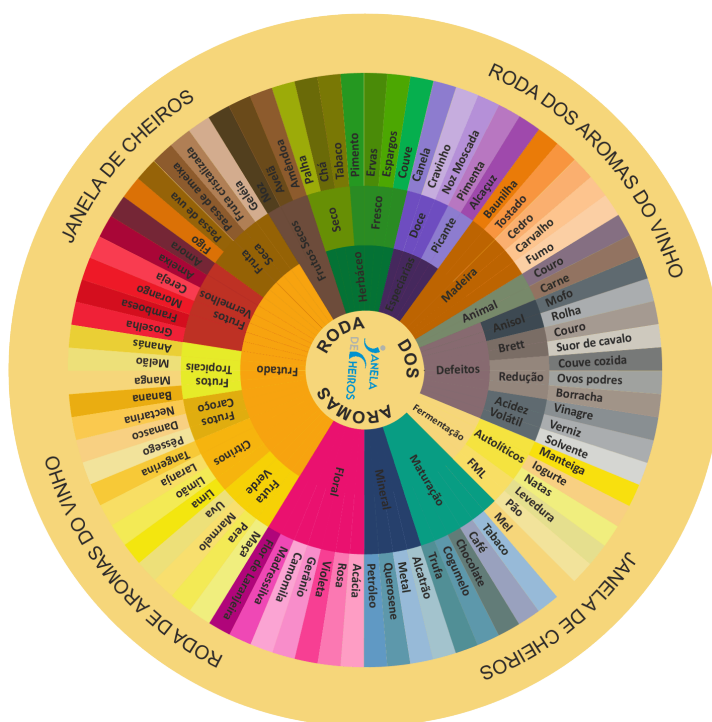 JANELA DE CHEIROS
RODA DOS AROMAS DO VINHO
JANELA DE CHEIROS
RODA DE AROMAS DO VINHO
RODA
DOS
AROMAS
JANELA
DE CHEIROS
®
Herbáceo
Seco
Palha
Chá
Tabaco
Fresco
Pimento
Ervas
Espargos
Couve
Especiarias
Doce
Canela
Cravinho
Noz Moscada
Picante
Pimenta
Alcaçuz
Madeira
Baunilha
Tostado
Cedro
Carvalho
Fumo
Animal
Couro
Carne
Defeitos
Anisol
Mofo
Rolha
Brett
Couro
Suor de cavalo
Redução
Couve cozida
Ovos podres
Borracha
Acidez
Volátil
Vinagre
Verniz
Solvente
Fermentação
Autolíticos
FML
Manteiga
Iogurte
Natas
Levedura
Pão
Maturação
Mel
Tabaco
Café
Chocolate
Cogumelo
Trufa
Mineral
Alcatrão
Metal
Querosene
Petróleo
Floral
Acácia
Rosa
Violeta
Gerânio
Camomila
Madressilva
Flor de Laranjeira
Frutado
Fruta
Verde
Maça
Pera
Marmelo
Uva
Citrinos
Lima
Limão
Laranja
Tangerina
Frutos
Caroço
Pêssego
Damasco
Nectarina
Frutos
Tropicais
Banana
Manga
Melão
Ananás
Frutos
Vermelhos
Groselha
Framboesa
Morango
Cereja
Ameixa
Amora
Fruta
Seca
Figo
Passa de uva
Passa de ameixa
Fruta cristalizada
Geléia
Frutos Secos
Noz
Avelã
Amêndoa